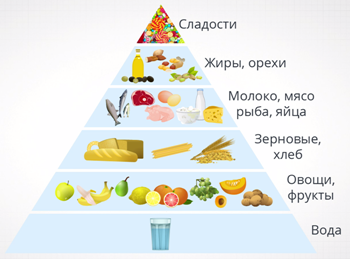 Сладости
Жиры, орехи
Молоко, мясо
рыба, яйца
Зерновые,
хлеб
Овощи,
фрукты
Вода